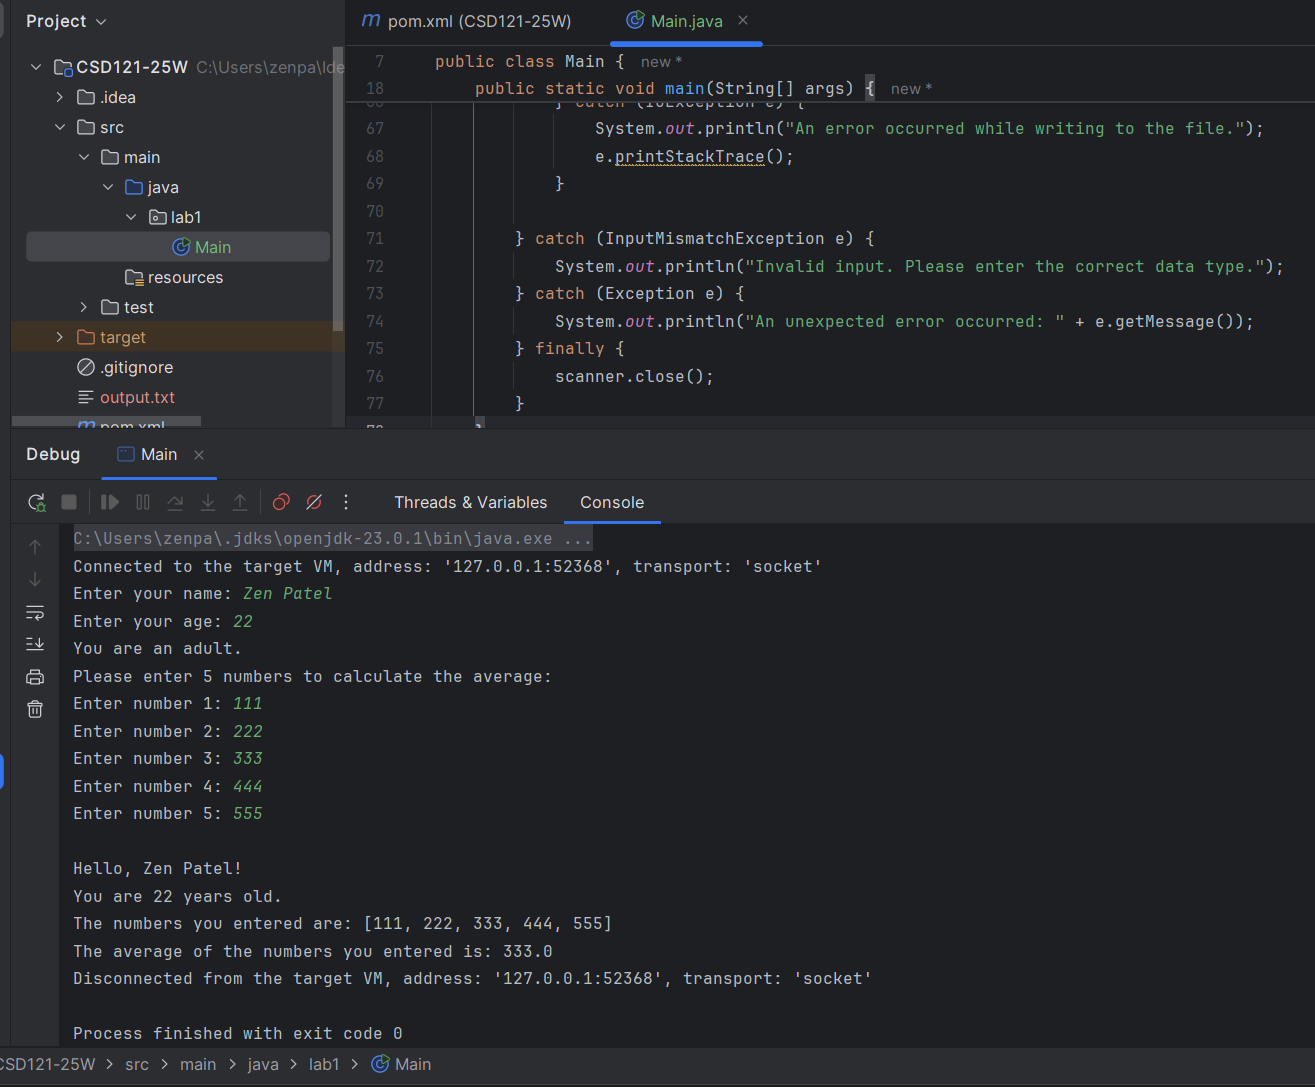 Project
pom.xml (CSD121-25W)
Main.java
CSD121-25W C:\Users\zenpa\Ide
.idea
src
main
java
lab1
Main
resources
test
target
.gitignore
output.txt
pom.xml
7 public class Main { new *
18 public static void main(String[] args) { new *
} catch (IOException e) {
67 System.out.println("An error occurred while writing to the file.");
68 e.printStackTrace();
69 }
70
71 } catch (InputMismatchException e) {
72 System.out.println("Invalid input. Please enter the correct data type.");
73 } catch (Exception e) {
74 System.out.println("An unexpected error occurred: " + e.getMessage());
75 } finally {
76 scanner.close();
77 }
Debug Main
Threads & Variables Console
C:\Users\zenpa\.jdks\openjdk-23.0.1\bin\java.exe ...
Connected to the target VM, address: '127.0.0.1:52368', transport: 'socket'
Enter your name: Zen Patel
Enter your age: 22
You are an adult.
Please enter 5 numbers to calculate the average:
Enter number 1: 111
Enter number 2: 222
Enter number 3: 333
Enter number 4: 444
Enter number 5: 555
Hello, Zen Patel!
You are 22 years old.
The numbers you entered are: [111, 222, 333, 444, 555]
The average of the numbers you entered is: 333.0
Disconnected from the target VM, address: '127.0.0.1:52368', transport: 'socket'
Process finished with exit code 0
CSD121-25W > src > main > java > lab1 > Main